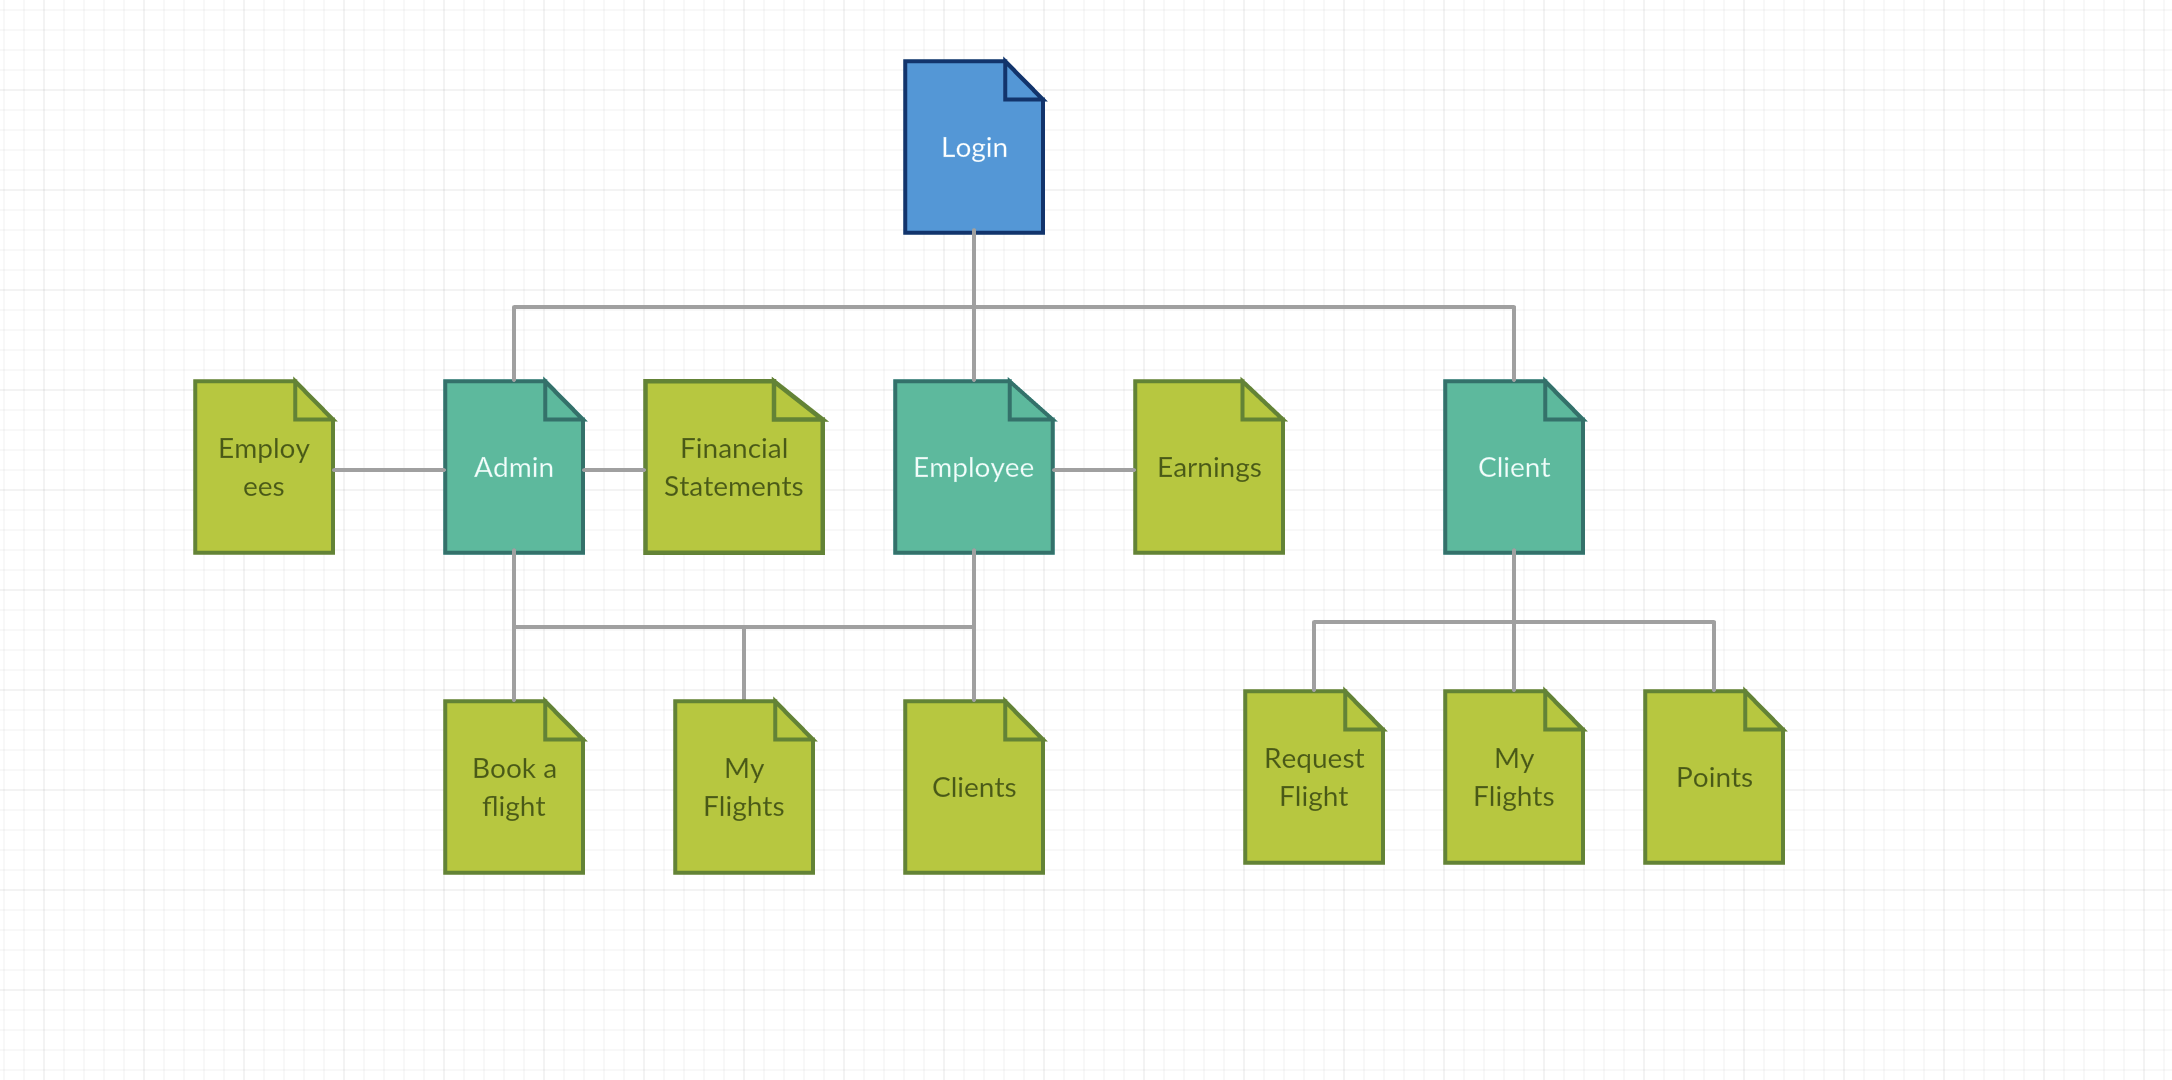 Login
Employ
ees
Admin
Financial
Statements
Employee
Earnings
Client
Book a
flight
My
Flights
Clients
Request
Flight
My
Flights
Points